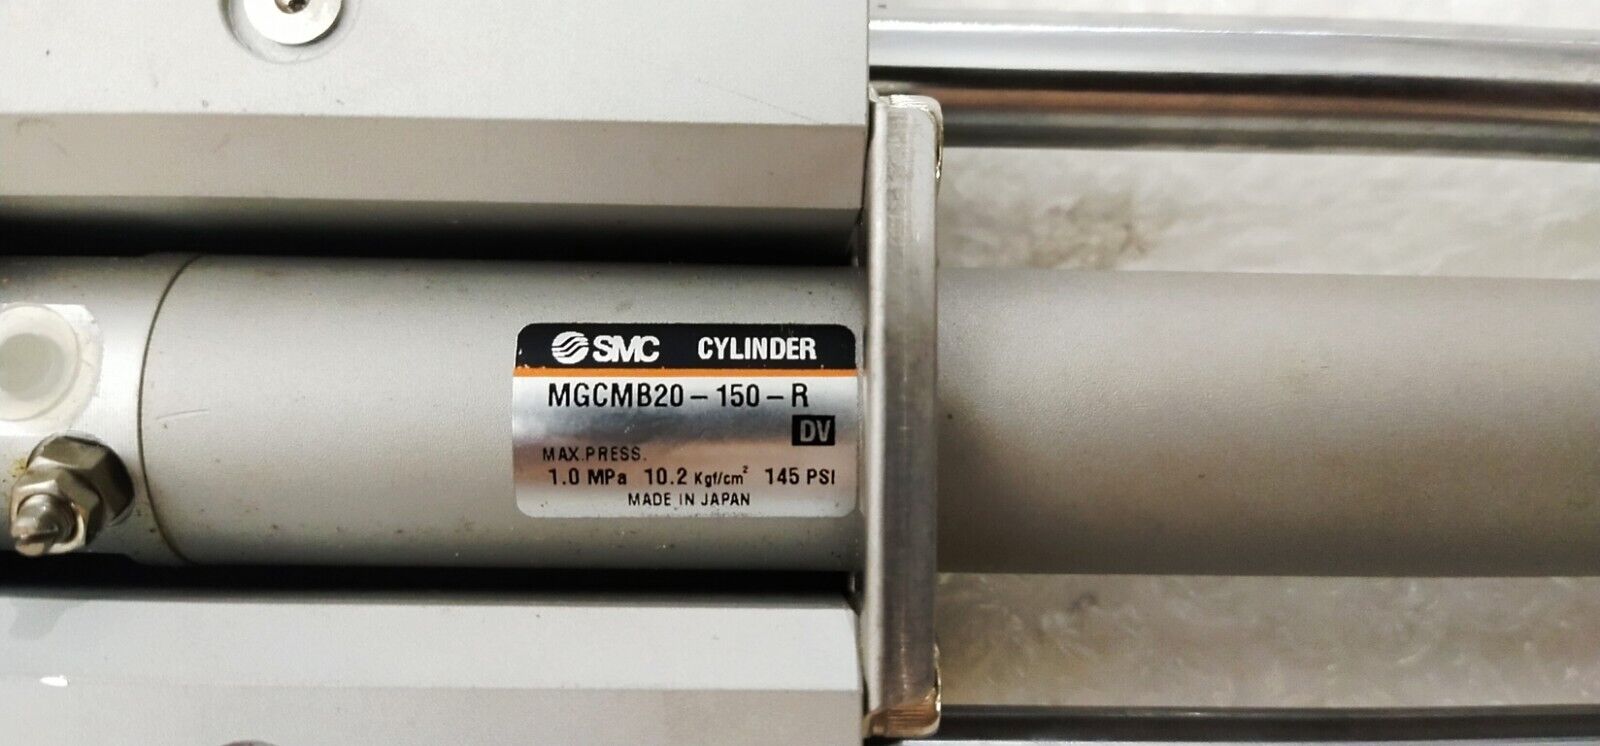 SMC CYLINDER
MGCMB20-150-R
DV
MAX.PRESS.
1.0 MPa 10.2 Kgf/cm² 145 PSI
MADE IN JAPAN